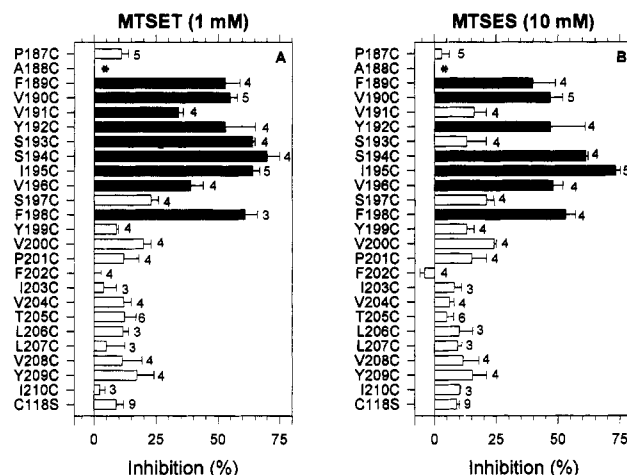 MTSET (1 mM)
MTSES (10 mM)
P187C 5 A
A188C *
F189C 4
V190C 5
V191C 4
Y192C 4
S193C 4
S194C 4
I195C 5
V196C 4
S197C 4
F198C 3
Y199C 4
V200C 4
P201C 4
F202C 4
I203C 3
V204C 4
T205C 6
L206C 3
L207C 3
V208C 4
Y209C 4
I210C 3
C118S 9
0 25 50 75
Inhibition (%)
P187C 5 B
A188C *
F189C 4
V190C 5
V191C 4
Y192C 4
S193C 4
S194C 4
I195C 5
V196C 4
S197C 4
F198C 4
Y199C 4
V200C 4
P201C 4
F202C 4
I203C 3
V204C 4
T205C 6
L206C 3
L207C 3
V208C 4
Y209C 4
I210C 3
C118S 9
0 25 50 75
Inhibition (%)